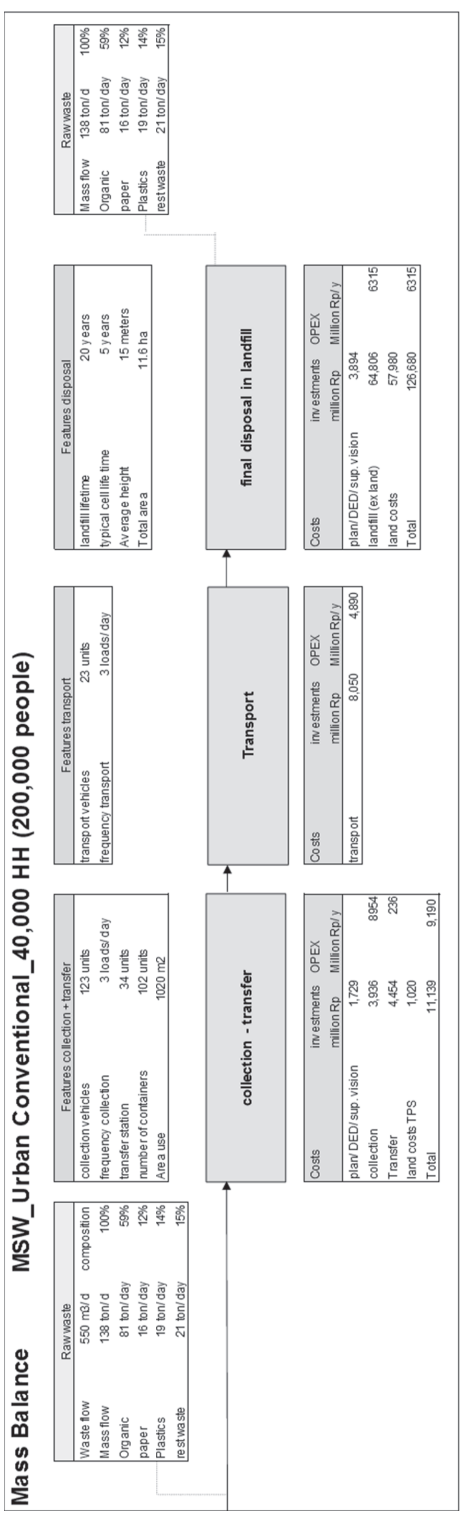 Mass Balance MSW_Urban Conventional_40,000 HH (200,000 people)
Raw waste
Waste flow 550 m3/d composition
Mass flow 138 ton/d 100%
Organic 81 ton/day 59%
paper 16 ton/day 12%
Plastics 19 ton/day 14%
rest waste 21 ton/day 15%
Features collection + transfer
collection vehicles 123 units
frequency collection 3 loads/day
transfer station 34 units
number of containers 102 units
Area use 1020 m2
Features transport
transport vehicles 23 units
frequency transport 3 loads/day
Features disposal
landfill lifetime 20 years
typical cell life time 5 years
Average height 15 meters
Total area 11.6 ha
Raw waste
Mass flow 138 ton/d 100%
Organic 81 ton/day 59%
paper 16 ton/day 12%
Plastics 19 ton/day 14%
rest waste 21 ton/day 15%
collection - transfer
Transport
final disposal in landfill
Costs investments OPEX
million Rp Million Rp/y
plan/DED/sup.vision 1,729
collection 3,936 8954
Transfer 4,454 236
land costs TPS 1,020
Total 11,139 9,190
Costs investments OPEX
million Rp Million Rp/y
transport 8,050 4,890
Costs investments OPEX
million Rp Million Rp/y
plan/DED/sup.vision 3,894
landfill (ex land) 64,806 6315
land costs 57,980
Total 126,680 6315